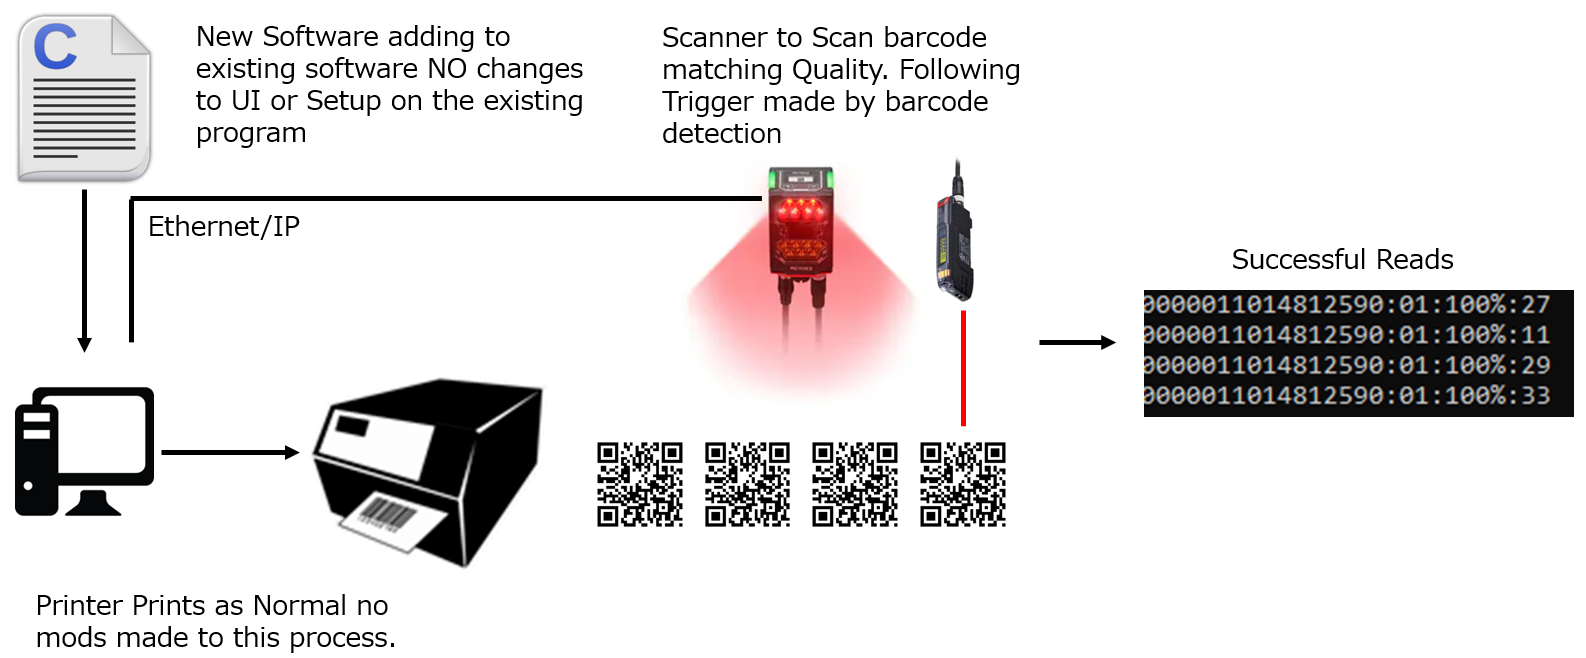 C
New Software adding to
existing software NO changes
to UI or Setup on the existing
program
Scanner to Scan barcode
matching Quality. Following
Trigger made by barcode
detection
Ethernet/IP
Successful Reads
0000011014812590:01:100%:27
0000011014812590:01:100%:11
0000011014812590:01:100%:29
0000011014812590:01:100%:33
Printer Prints as Normal no
mods made to this process.